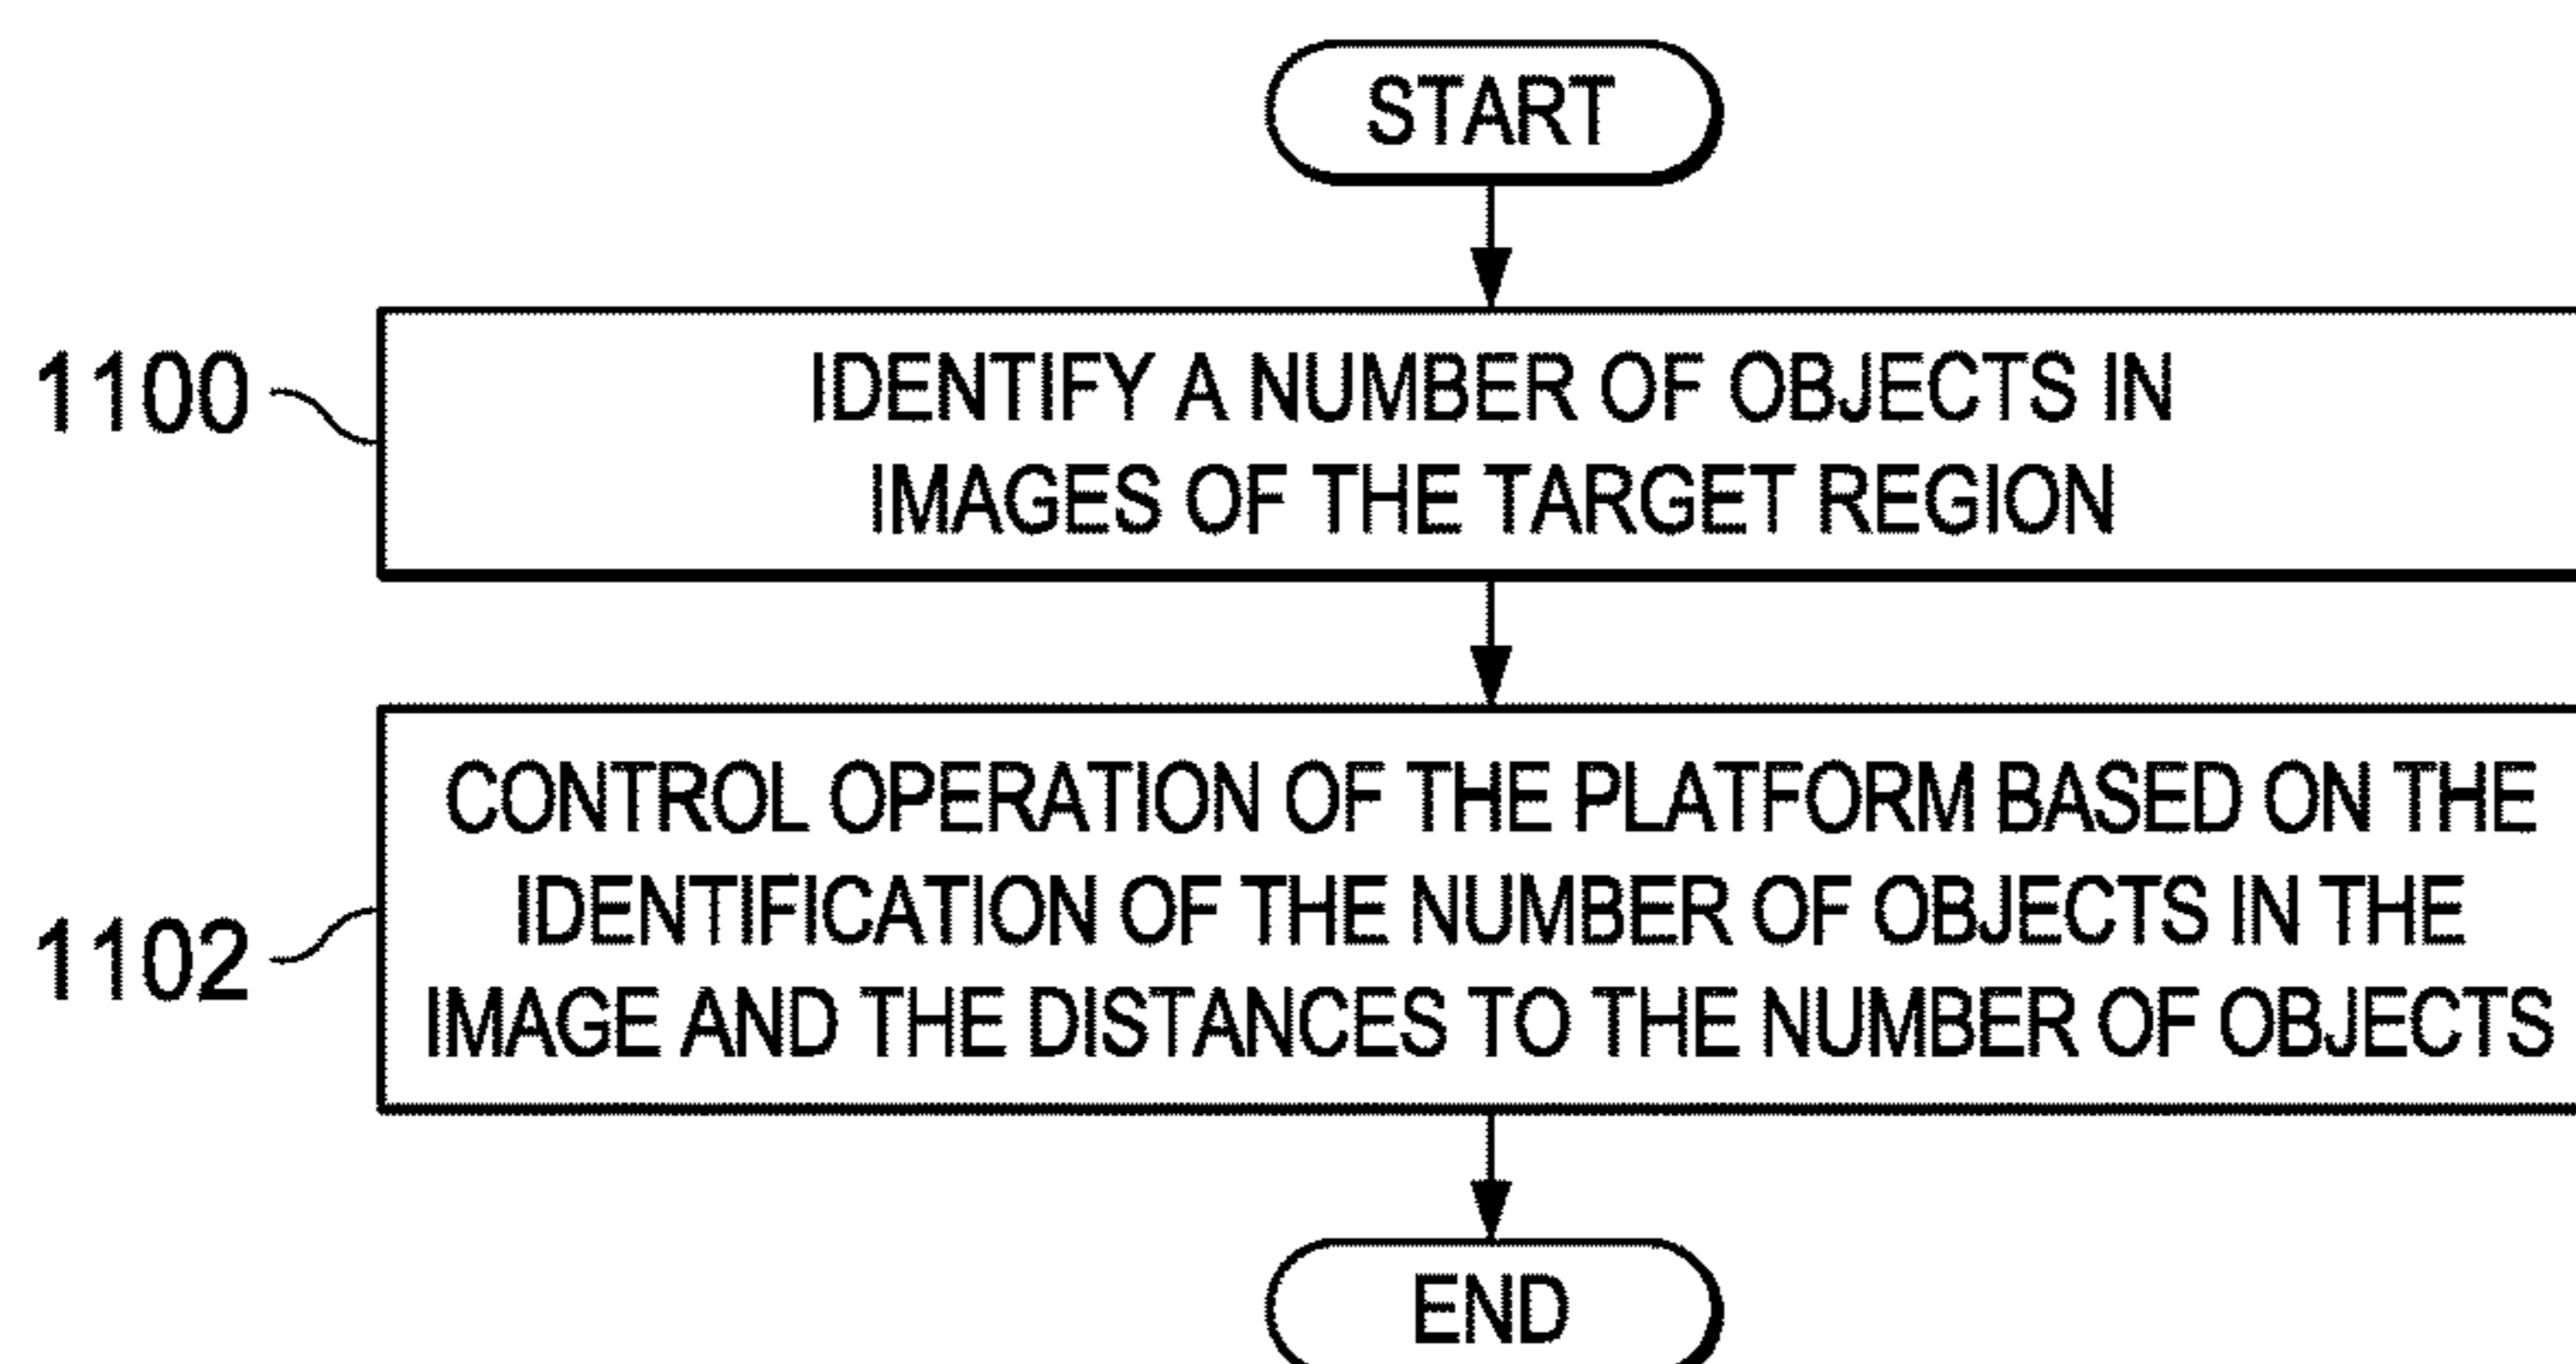 START
1100
IDENTIFY A NUMBER OF OBJECTS IN
IMAGES OF THE TARGET REGION
1102
CONTROL OPERATION OF THE PLATFORM BASED ON THE
IDENTIFICATION OF THE NUMBER OF OBJECTS IN THE
IMAGE AND THE DISTANCES TO THE NUMBER OF OBJECTS
END